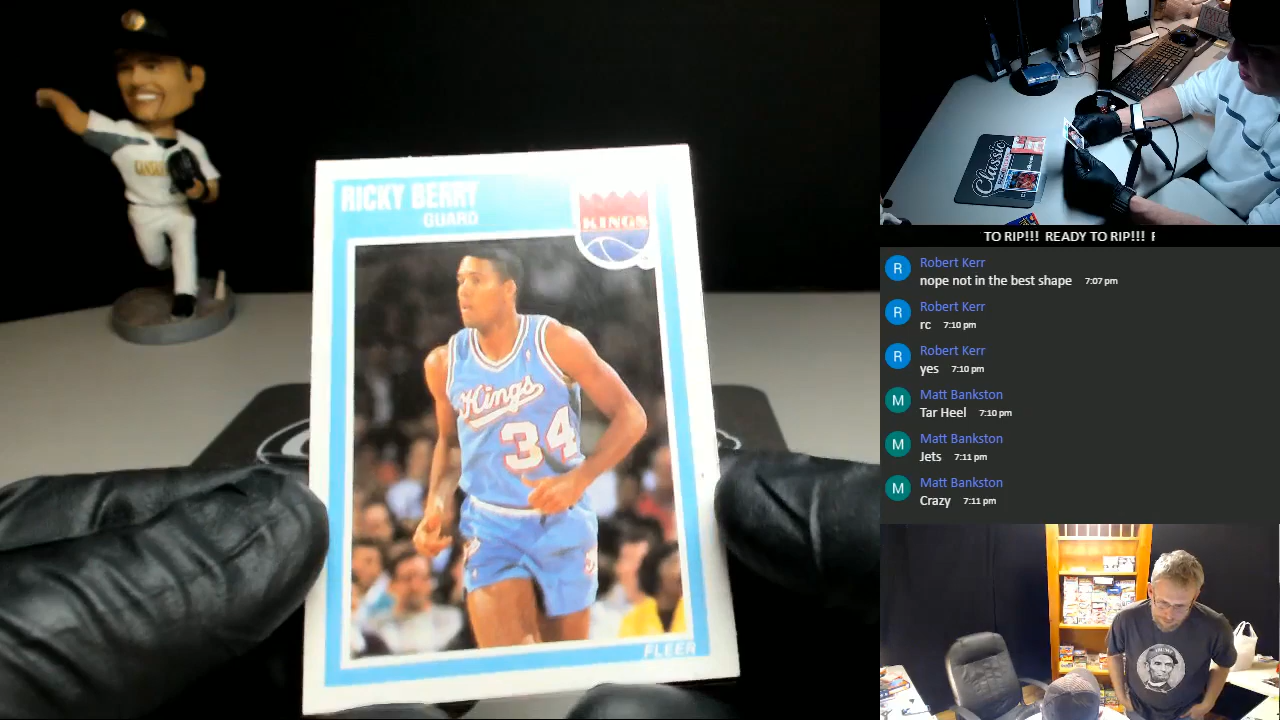 RICKY BERRY
GUARD
KINGS
Kings
34
FLEER
Classic
TO RIP!!! READY TO RIP!!! F
R Robert Kerr
nope not in the best shape 7:07 pm
R Robert Kerr
rc 7:10 pm
R Robert Kerr
yes 7:10 pm
M Matt Bankston
Tar Heel 7:10 pm
M Matt Bankston
Jets 7:11 pm
M Matt Bankston
Crazy 7:11 pm